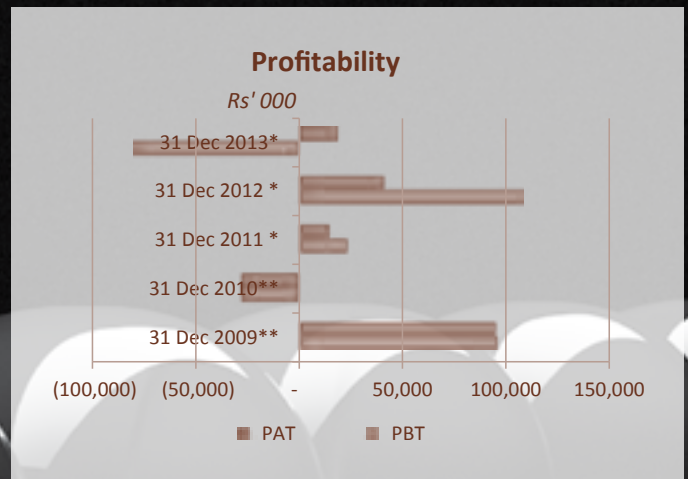 Profitability
Rs' 000
31 Dec 2013*
31 Dec 2012 *
31 Dec 2011 *
31 Dec 2010**
31 Dec 2009**
(100,000) (50,000) - 50,000 100,000 150,000
PAT PBT